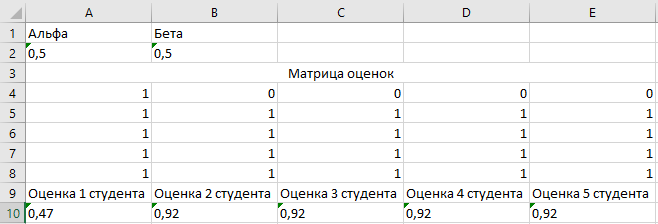 A B C D E
1 Альфа Бета
2 0,5 0,5
3 Матрица оценок
4 1 0 0 0 0
5 1 1 1 1 1
6 1 1 1 1 1
7 1 1 1 1 1
8 1 1 1 1 1
9 Оценка 1 студента Оценка 2 студента Оценка 3 студента Оценка 4 студента Оценка 5 студента
10 0,47 0,92 0,92 0,92 0,92